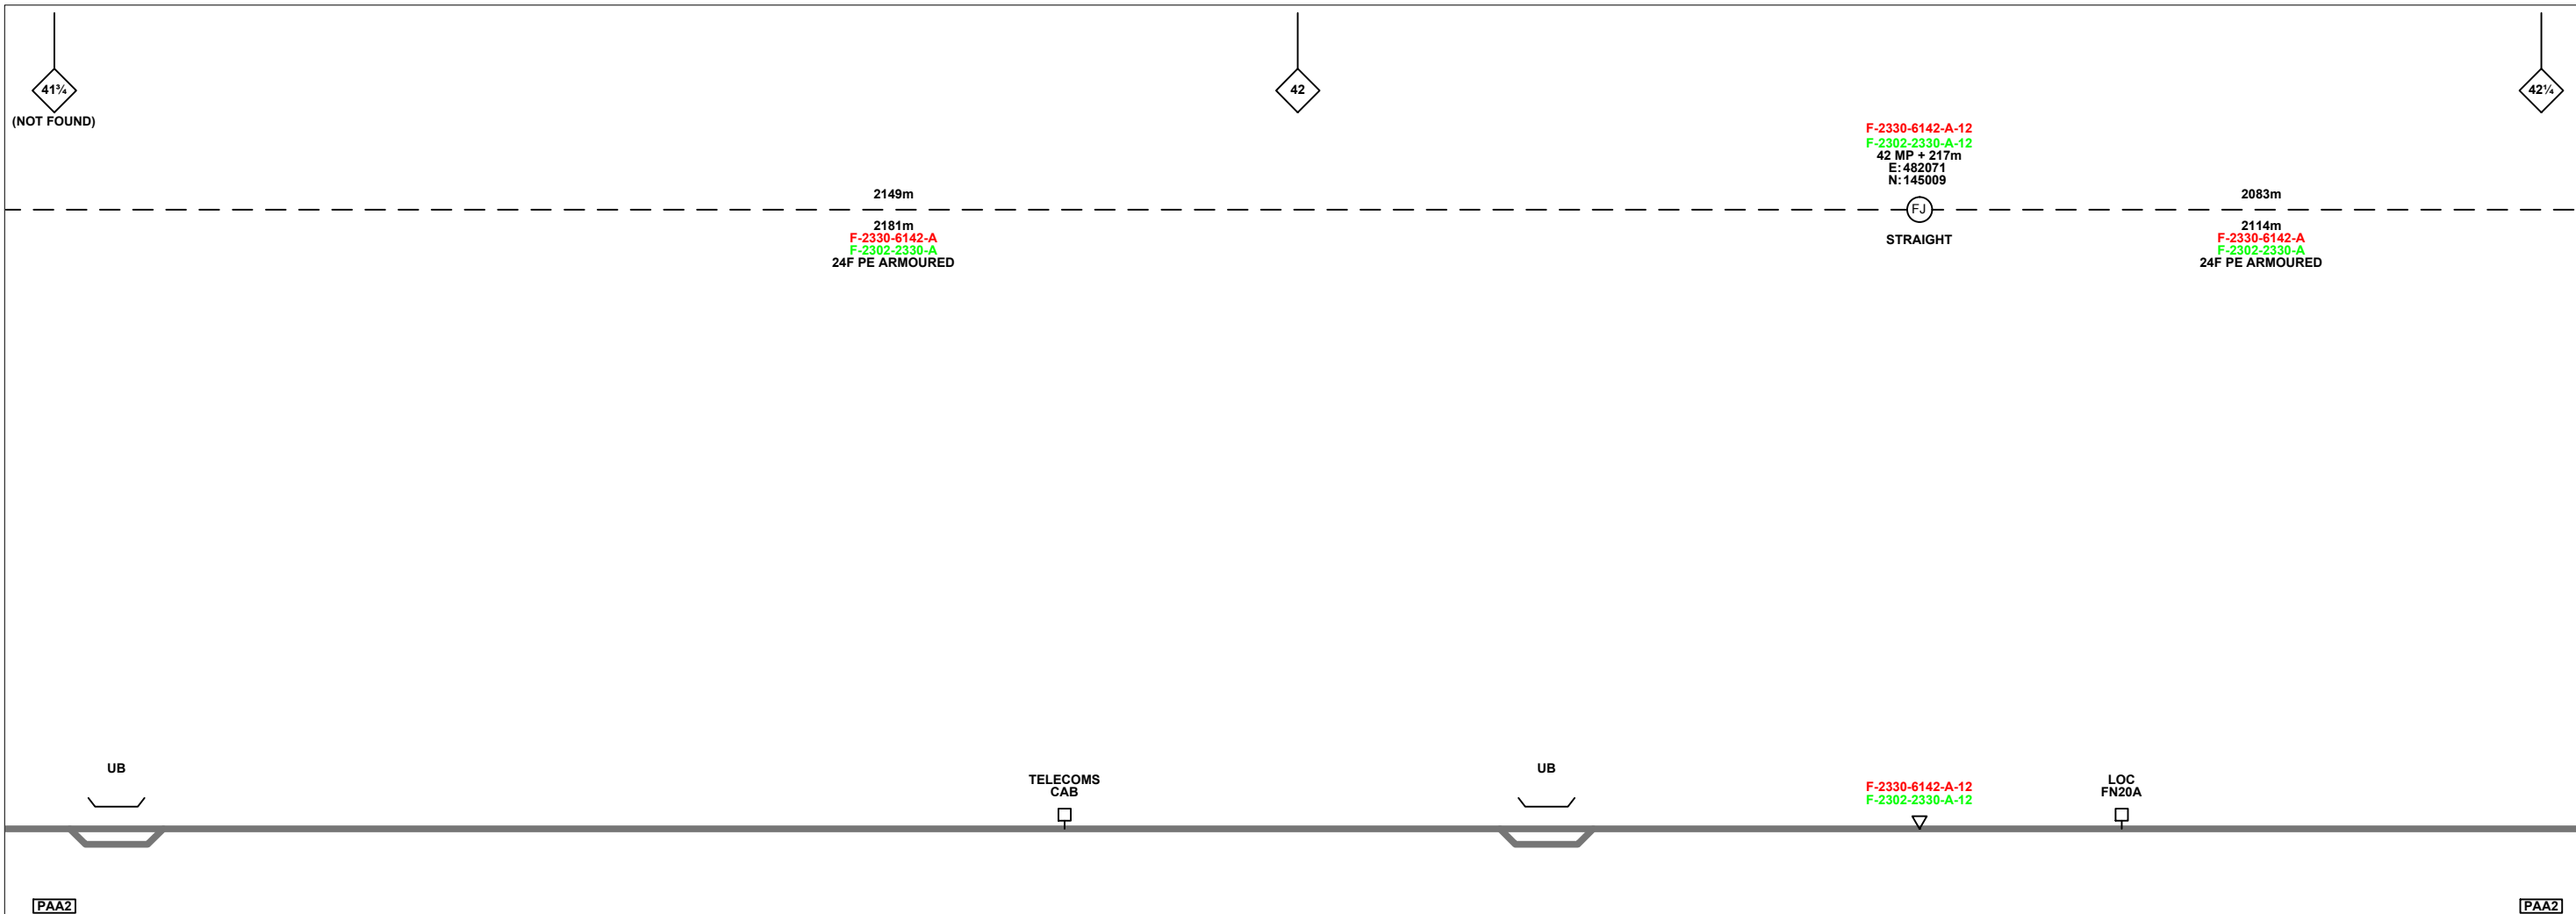 41¾
(NOT FOUND)
42
42¼
F-2330-6142-A-12
F-2302-2330-A-12
42 MP + 217m
E:482071
N:145009
FJ
STRAIGHT
2149m
2181m
F-2330-6142-A
F-2302-2330-A
24F PE ARMOURED
2083m
2114m
F-2330-6142-A
F-2302-2330-A
24F PE ARMOURED
UB
TELECOMS
CAB
UB
F-2330-6142-A-12
F-2302-2330-A-12
LOC
FN20A
PAA2
PAA2